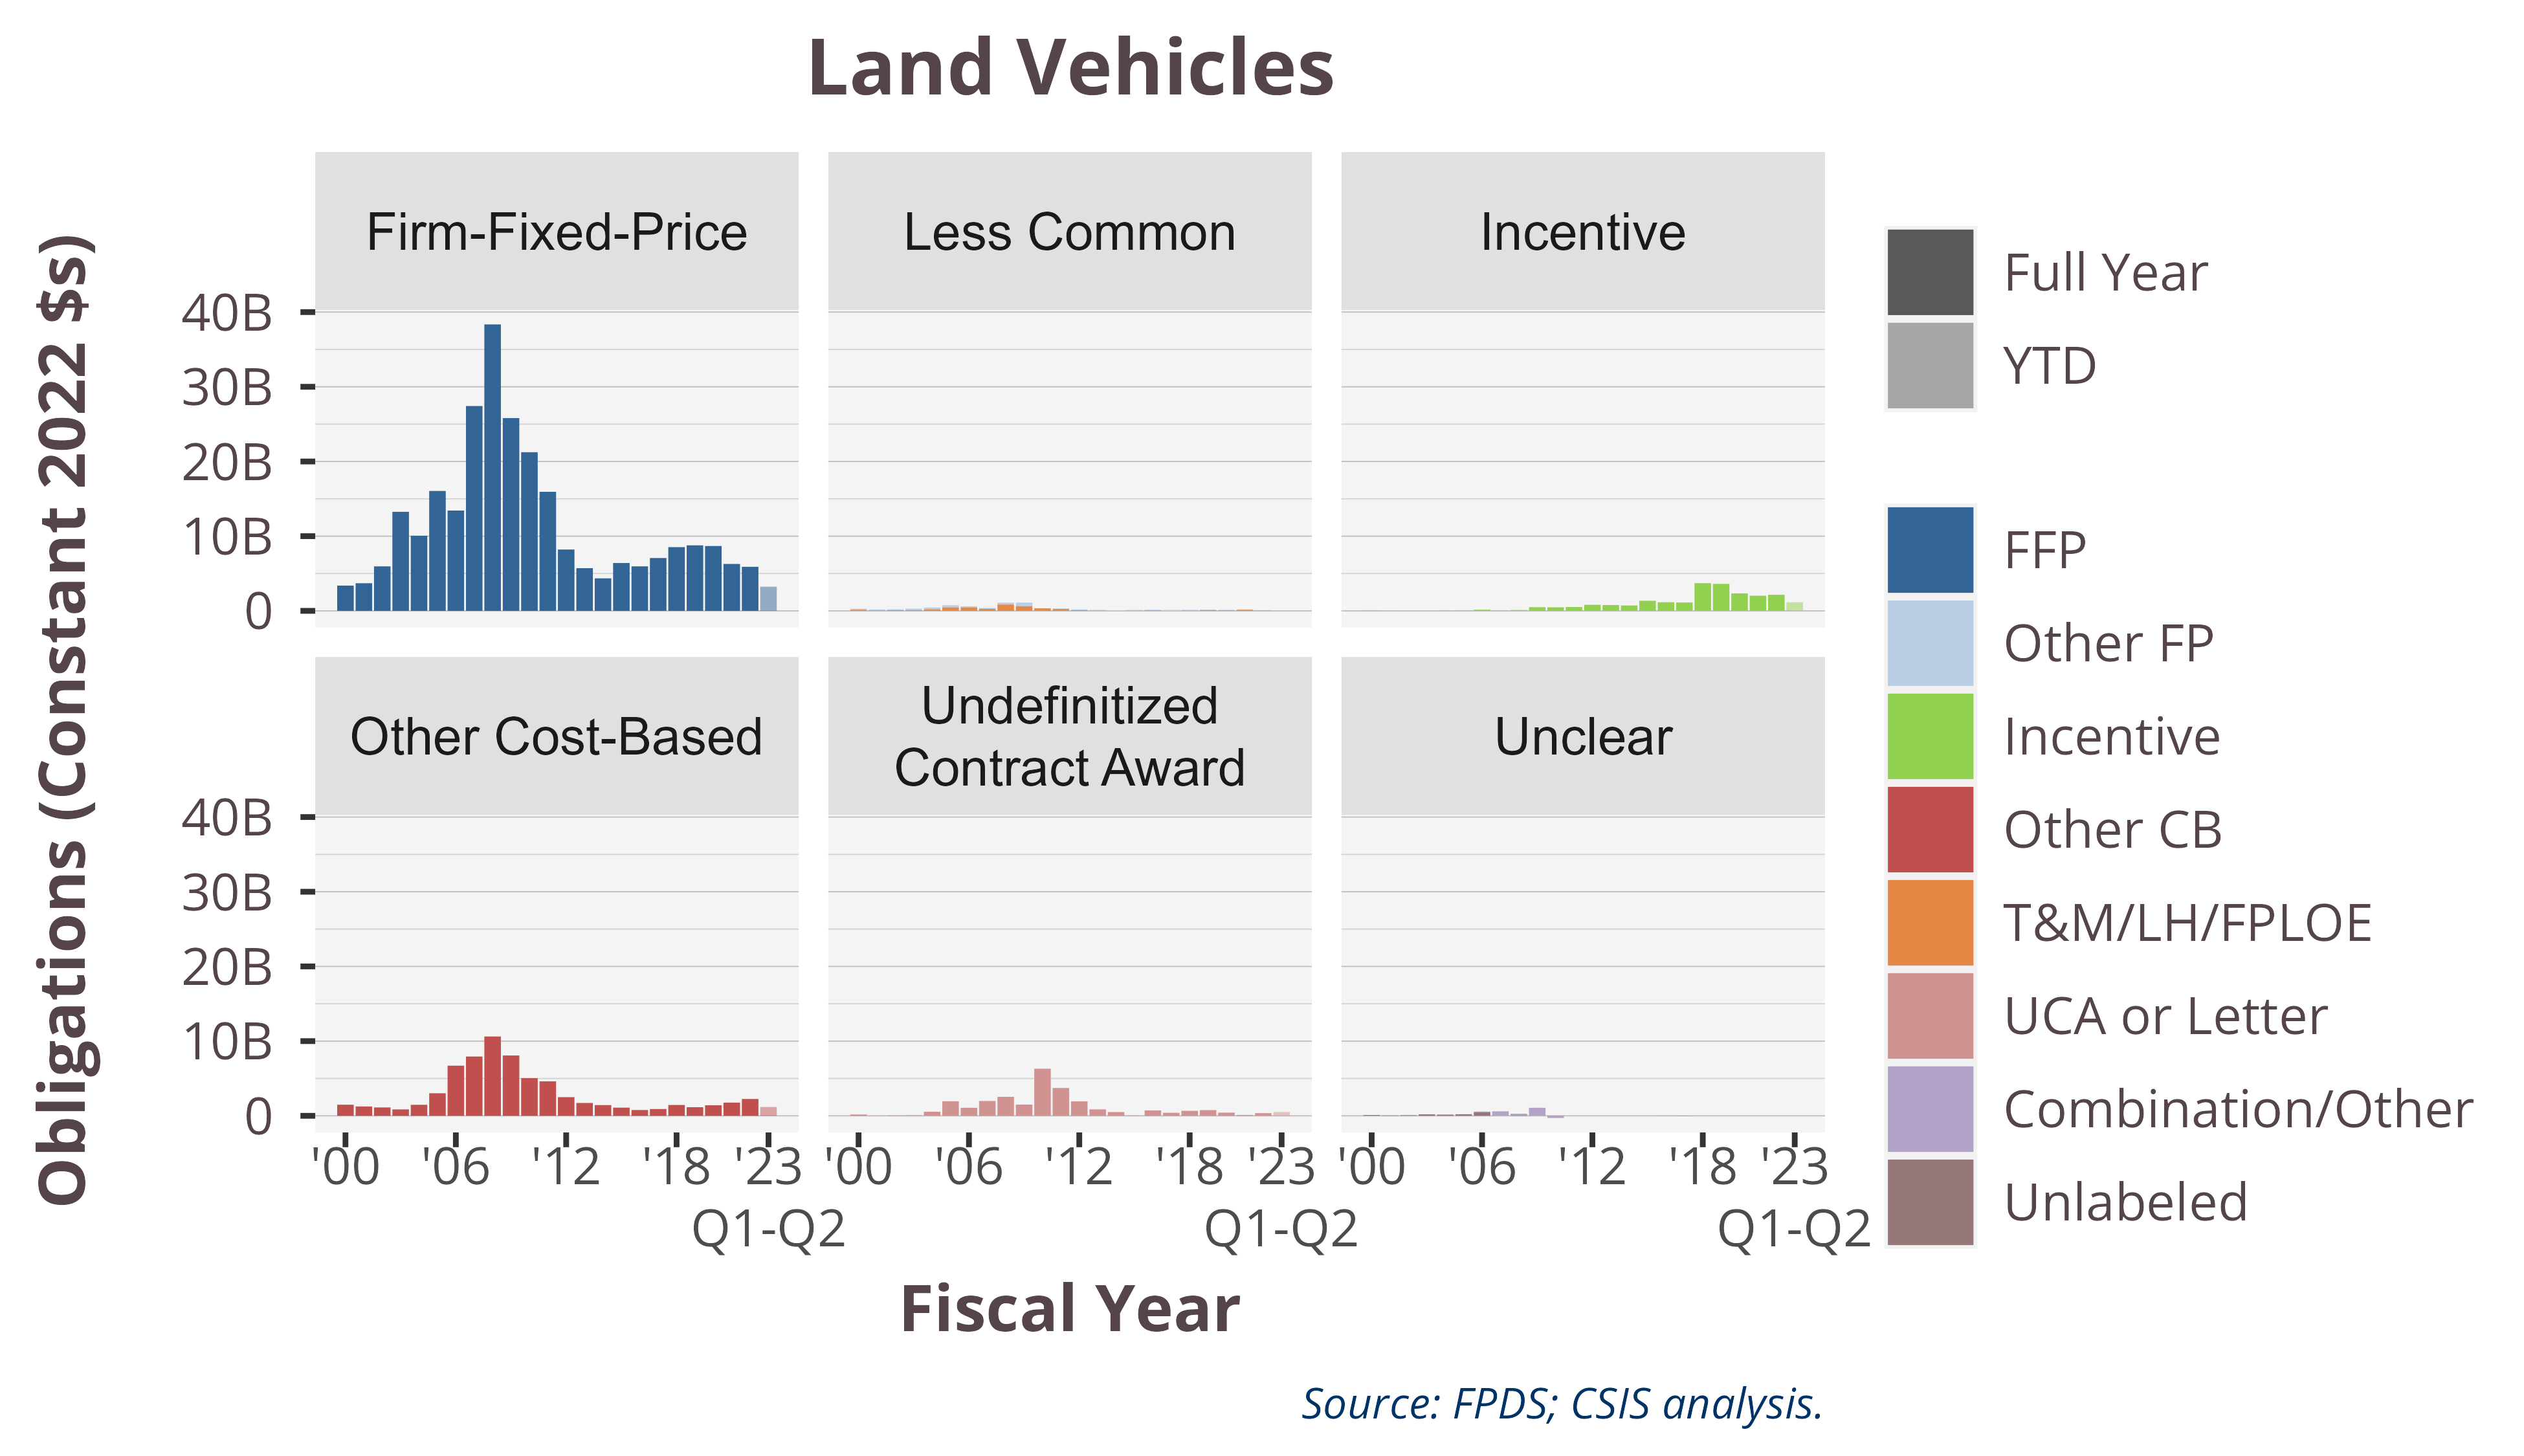 Land Vehicles
Obligations (Constant 2022 $s)
Firm-Fixed-Price
Less Common
Incentive
40B
30B
20B
10B
0
Other Cost-Based
Undefinitized
Contract Award
Unclear
40B
30B
20B
10B
0
'00 '06 '12 '18 '23
Q1-Q2
'00 '06 '12 '18 '23
Q1-Q2
'00 '06 '12 '18 '23
Q1-Q2
Fiscal Year
Full Year
YTD
FFP
Other FP
Incentive
Other CB
T&M/LH/FPLOE
UCA or Letter
Combination/Other
Unlabeled
Source: FPDS; CSIS analysis.